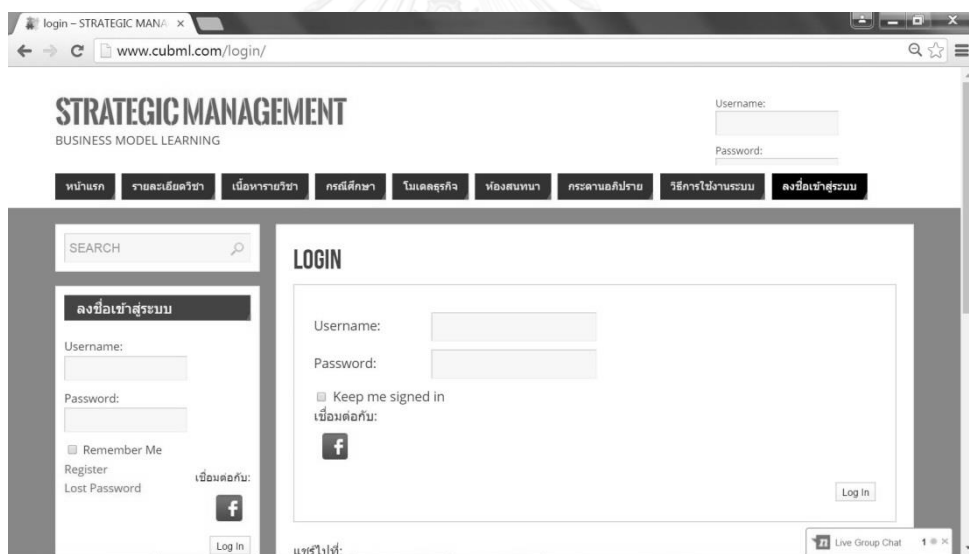 login – STRATEGIC MANA
www.cubml.com/login/
STRATEGIC MANAGEMENT
BUSINESS MODEL LEARNING
Username:
Password:
หน้าแรก รายละเอียดวิชา เนื้อหารายวิชา กรณีศึกษา โมเดลธุรกิจ ห้องสนทนา กระดานอภิปราย วิธีการใช้งานระบบ ลงชื่อเข้าสู่ระบบ
SEARCH
ลงชื่อเข้าสู่ระบบ
Username:
Password:
Remember Me
Register
Lost Password
เชื่อมต่อกับ:
f
Log In
LOGIN
Username:
Password:
Keep me signed in
เชื่อมต่อกับ:
f
Log In
แชร์ไปที่:
Live Group Chat 1